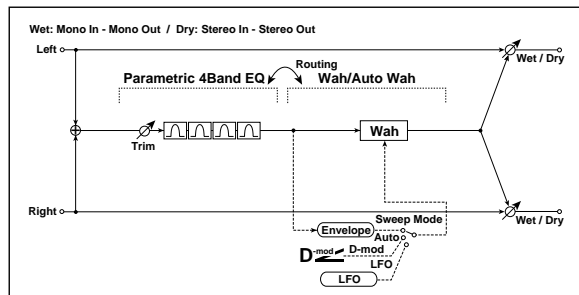 Wet: Mono In - Mono Out / Dry: Stereo In - Stereo Out
Left
Wet / Dry
Routing
Parametric 4Band EQ
Wah/Auto Wah
Trim
Wah
Right
Wet / Dry
Sweep Mode
Envelope
Auto
D-mod
D-mod
LFO
LFO